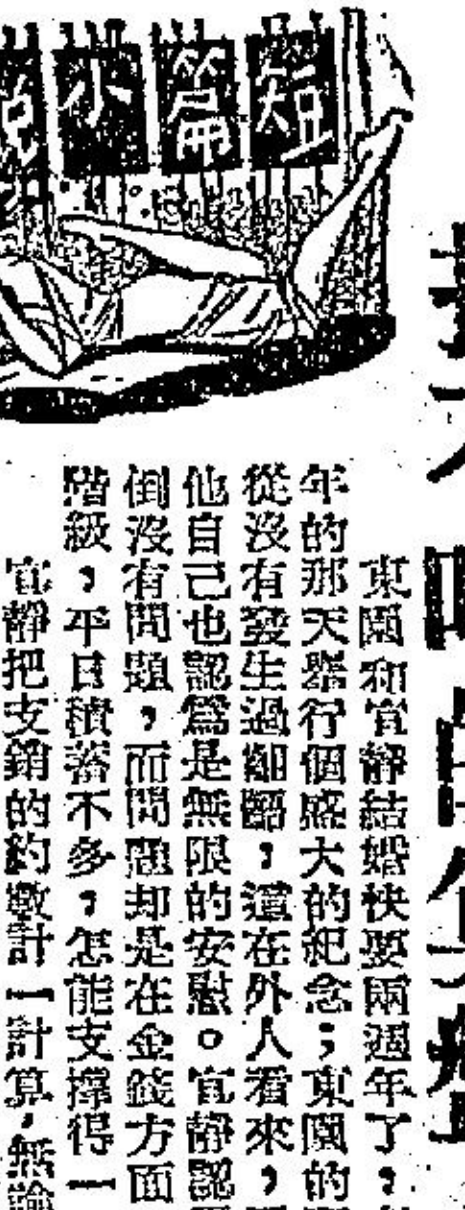 短篇小說
東園和宜靜結婚快要兩週年了，
年的那天舉行個盛大的紀念；東園的
從沒有發生過齟齬，這在外人看來，
他自己也認爲是無限的安慰。宜靜認
倒沒有問題，而問題却是在金錢方面
階級，平日積蓄不多，怎能支撐得一
宜靜把支銷的約數計一計算，無論